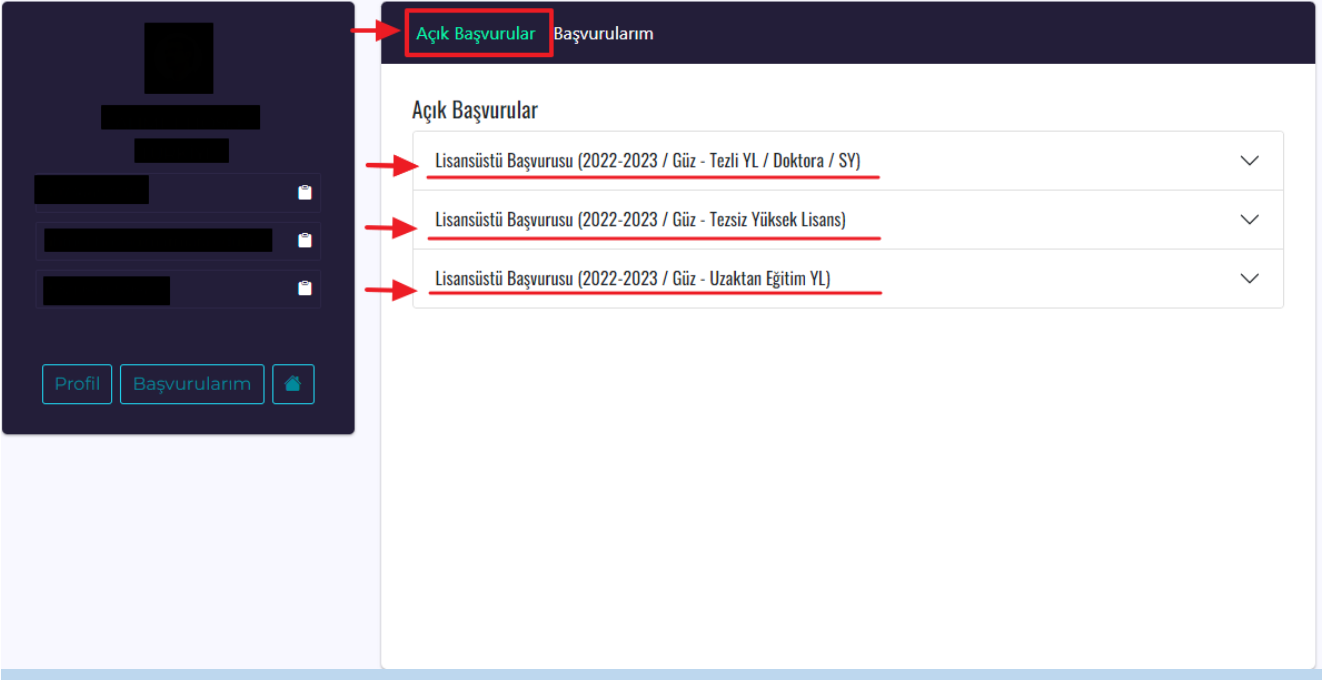 Açık Başvurular Başvurularım
Açık Başvurular
Lisansüstü Başvurusu (2022-2023 / Güz - Tezli YL / Doktora / SY)
Lisansüstü Başvurusu (2022-2023 / Güz - Tezsiz Yüksek Lisans)
Lisansüstü Başvurusu (2022-2023 / Güz - Uzaktan Eğitim YL)
Profil Başvurularım